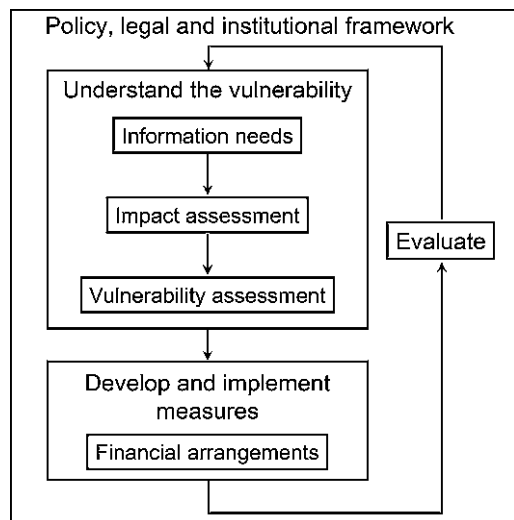 Policy, legal and institutional framework
Understand the vulnerability
Information needs
Impact assessment
Vulnerability assessment
Evaluate
Develop and implement
measures
Financial arrangements